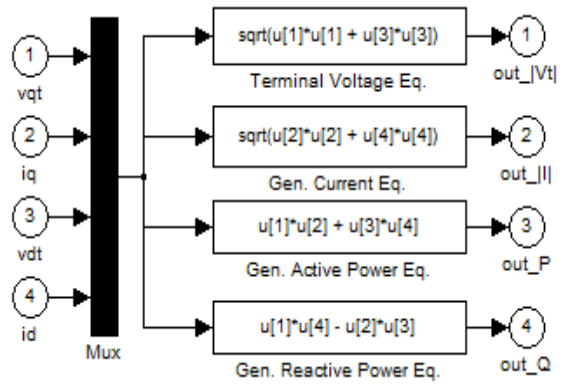 1
vqt
2
iq
3
vdt
4
id
Mux
sqrt(u[1]*u[1] + u[3]*u[3])
Terminal Voltage Eq.
1
out_|Vt|
sqrt(u[2]*u[2] + u[4]*u[4])
Gen. Current Eq.
2
out_|I|
u[1]*u[2] + u[3]*u[4]
Gen. Active Power Eq.
3
out_P
u[1]*u[4] - u[2]*u[3]
Gen. Reactive Power Eq.
4
out_Q